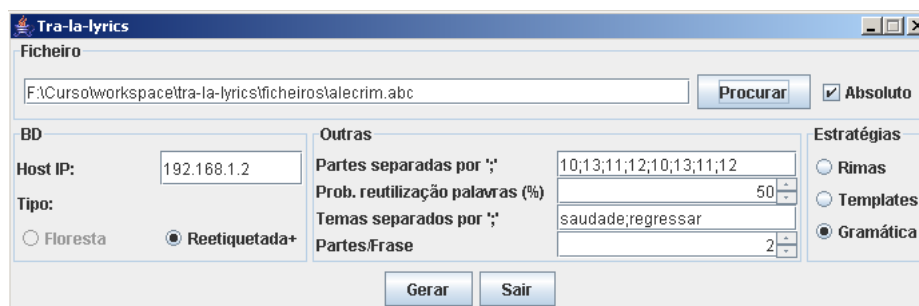 Tra-la-lyrics
Ficheiro
F:\Curso\workspace\tra-la-lyrics\ficheiros\alecrim.abc Procurar Absoluto
BD Outras Estratégias
Host IP: 192.168.1.2 Partes separadas por ';' 10;13;11;12;10;13;11;12 Rimas
Prob. reutilização palavras (%) 50
Tipo: Temas separados por ';' saudade;regressar Templates
Floresta Reetiquetada+ Partes/Frase 2 Gramática
Gerar Sair